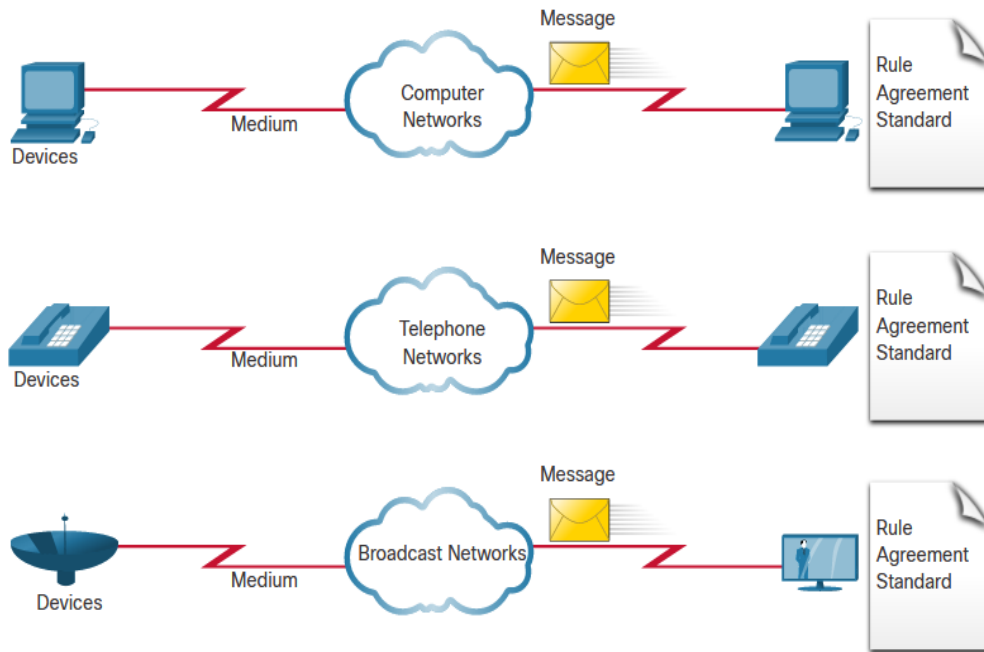 Message
Computer
Networks
Medium
Devices
Rule
Agreement
Standard
Message
Telephone
Networks
Medium
Devices
Rule
Agreement
Standard
Message
Broadcast Networks
Medium
Devices
Rule
Agreement
Standard